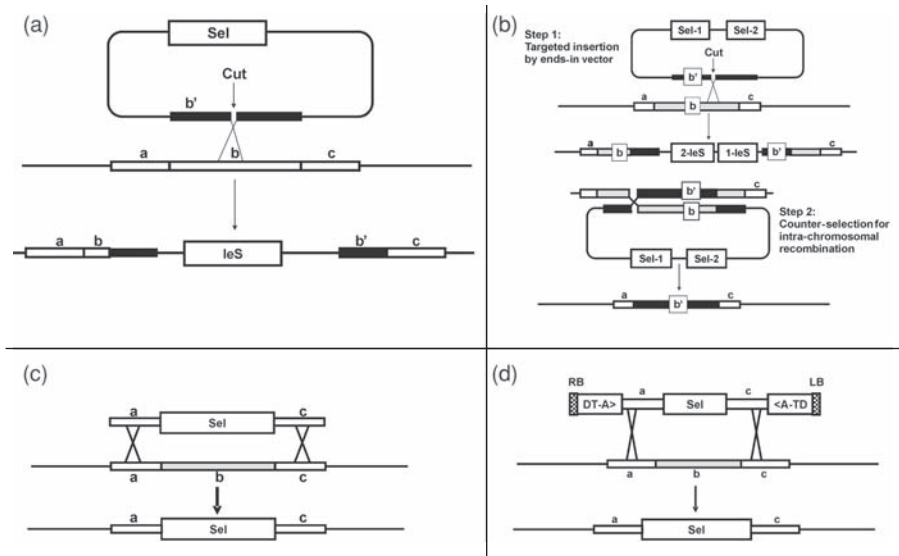 (a)
Sel
Cut
b'
a b c
a b b' c
leS
(b)
Step 1:
Targeted insertion
by ends-in vector
Sel-1 Sel-2
Cut
b'
a c
b
a b 2-leS 1-leS b' c
b' c
b
Step 2:
Counter-selection for
intra-chromosomal
recombination
Sel-1 Sel-2
a b' c
(c)
a c
Sel
a b c
a Sel c
(d)
RB LB
a c
DT-A> Sel <A-TD
a b c
a c
Sel